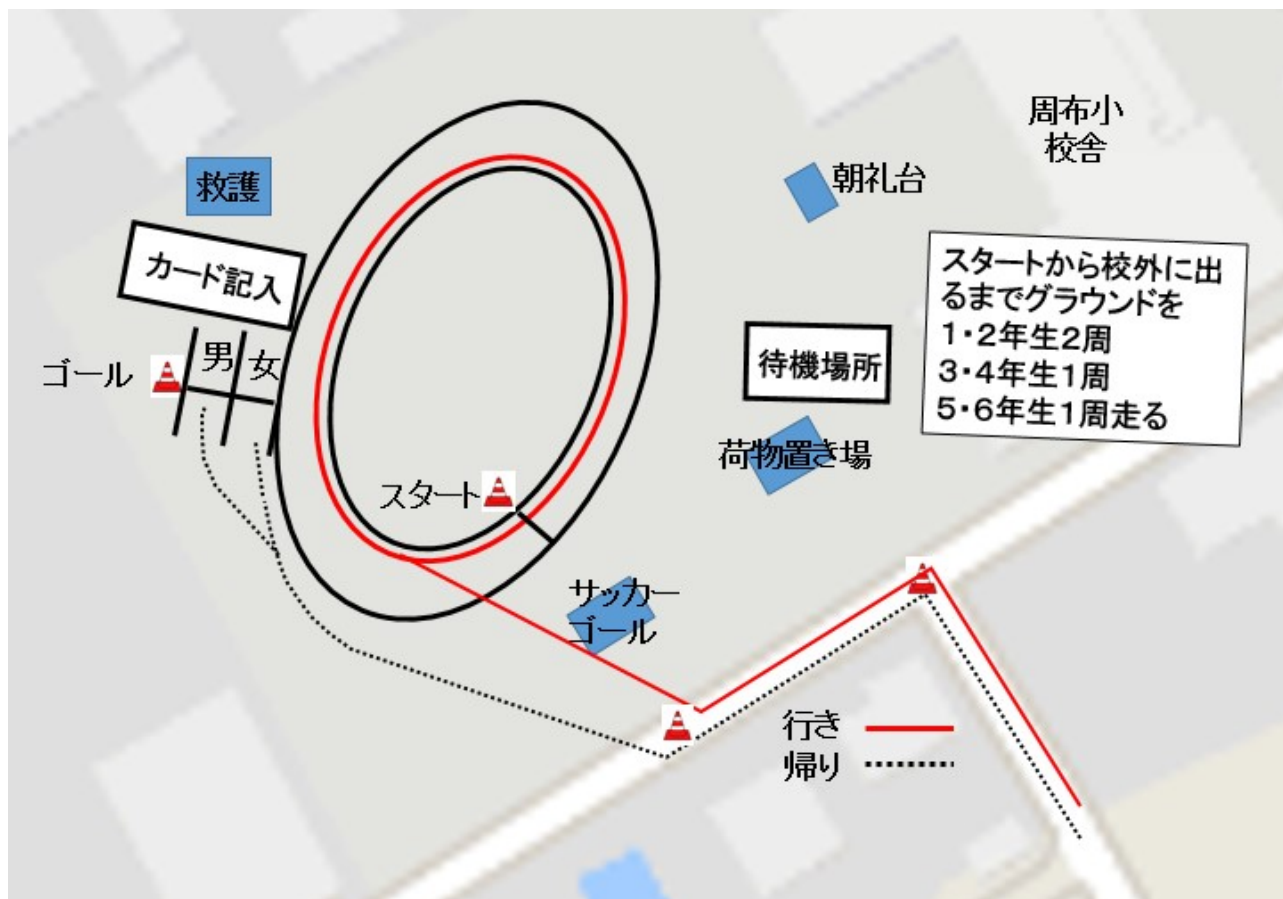 周布小
校舎
朝礼台
救護
カード記入
男
女
ゴール
スタートから校外に出
るまでグラウンドを
1・2年生2周
3・4年生1周
5・6年生1周走る
待機場所
荷物置き場
スタート
サッカー
ゴール
行き
帰り